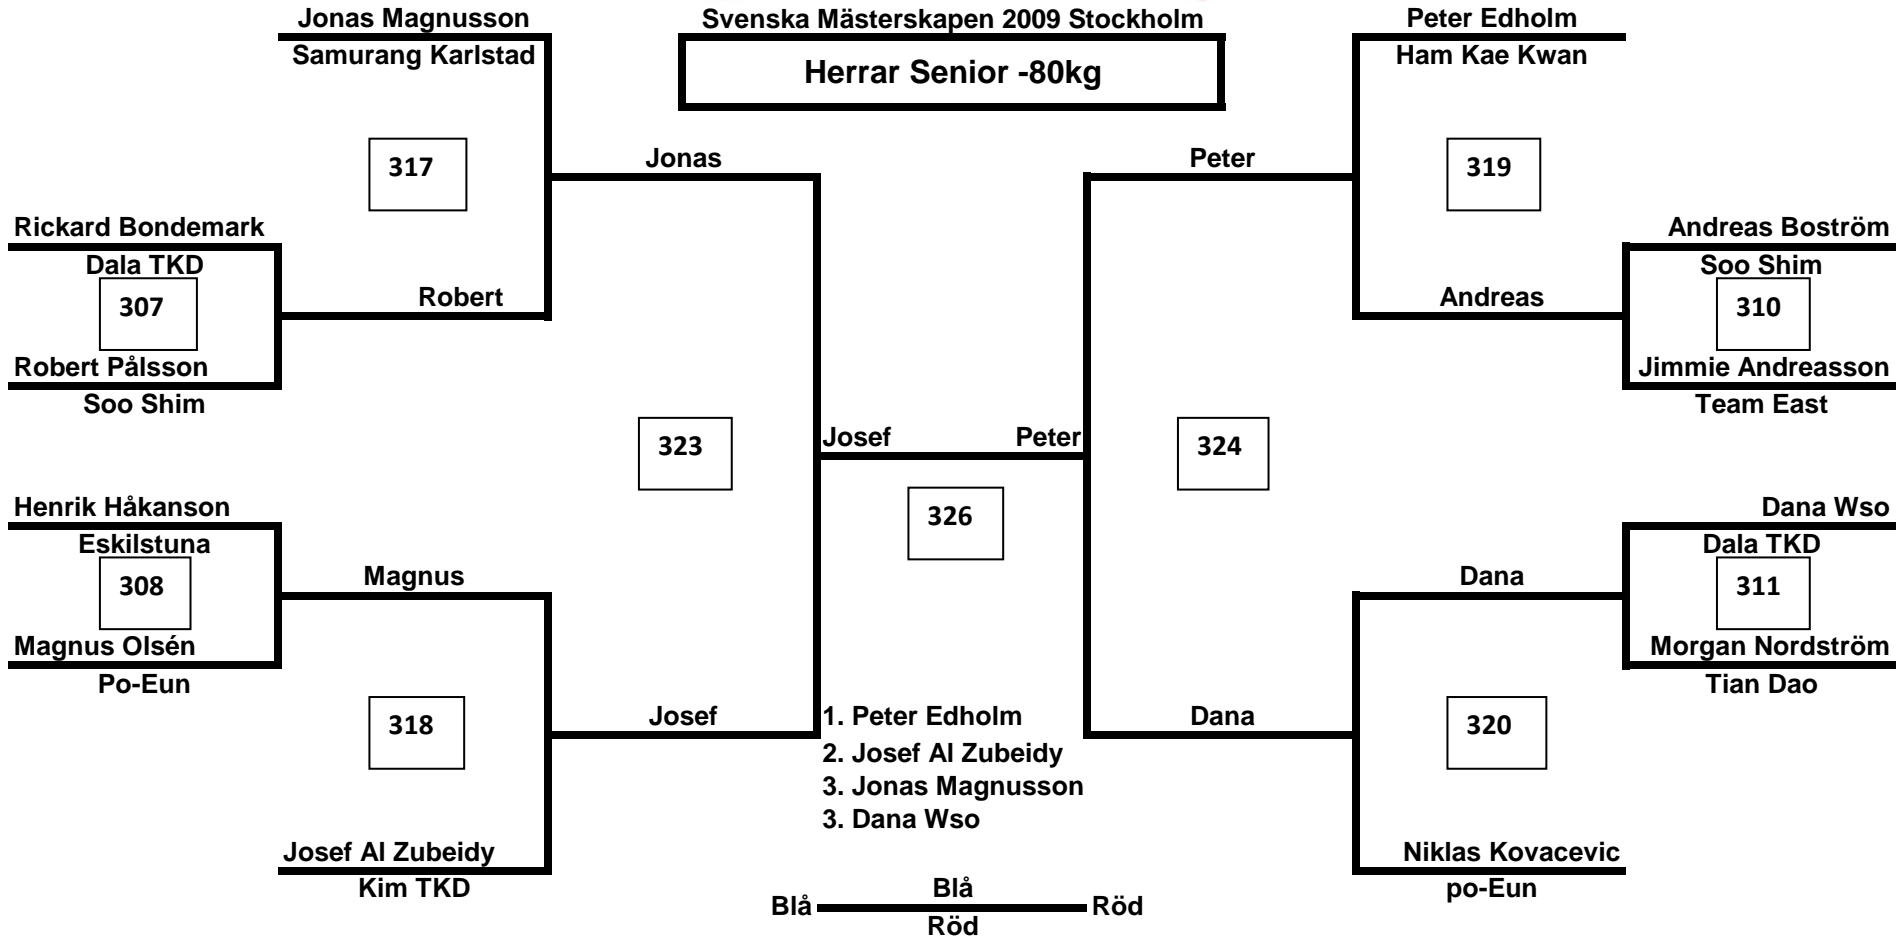 Jonas Magnusson
Samurang Karlstad
Svenska Mästerskapen 2009 Stockholm
Herrar Senior -80kg
Peter Edholm
Ham Kae Kwan
317
Jonas
Peter
319
Rickard Bondemark
Dala TKD
307
Robert
Robert Pålsson
Soo Shim
Andreas Boström
Soo Shim
310
Andreas
Jimmie Andreasson
Team East
323
Josef
Peter
324
326
Henrik Håkanson
Eskilstuna
308
Magnus
Magnus Olsén
Po-Eun
Dana Wso
Dala TKD
311
Dana
Morgan Nordström
Tian Dao
318
Josef
1. Peter Edholm
2. Josef Al Zubeidy
3. Jonas Magnusson
3. Dana Wso
Dana
320
Josef Al Zubeidy
Kim TKD
Niklas Kovacevic
po-Eun
Blå
Blå
Röd
Röd